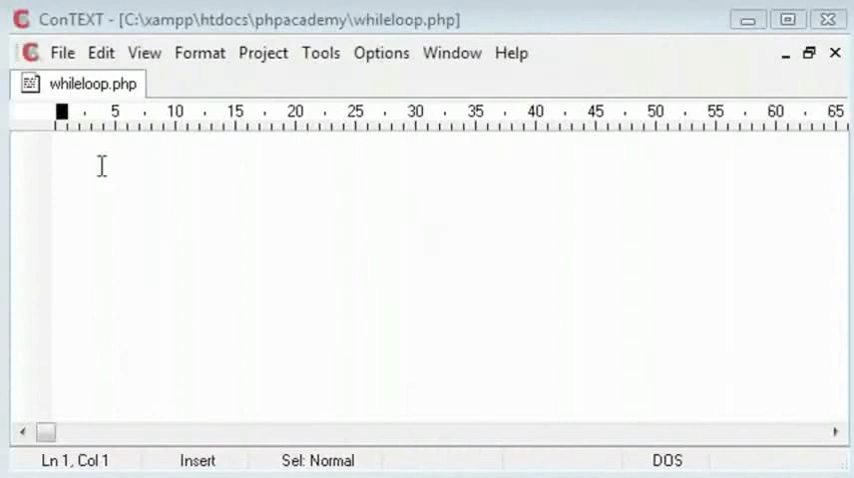 ConTEXT - [C:\xampp\htdocs\phpacademy\whileloop.php]
File Edit View Format Project Tools Options Window Help
whileloop.php
5 10 15 20 25 30 35 40 45 50 55 60 65
Ln 1, Col 1 Insert Sel: Normal DOS